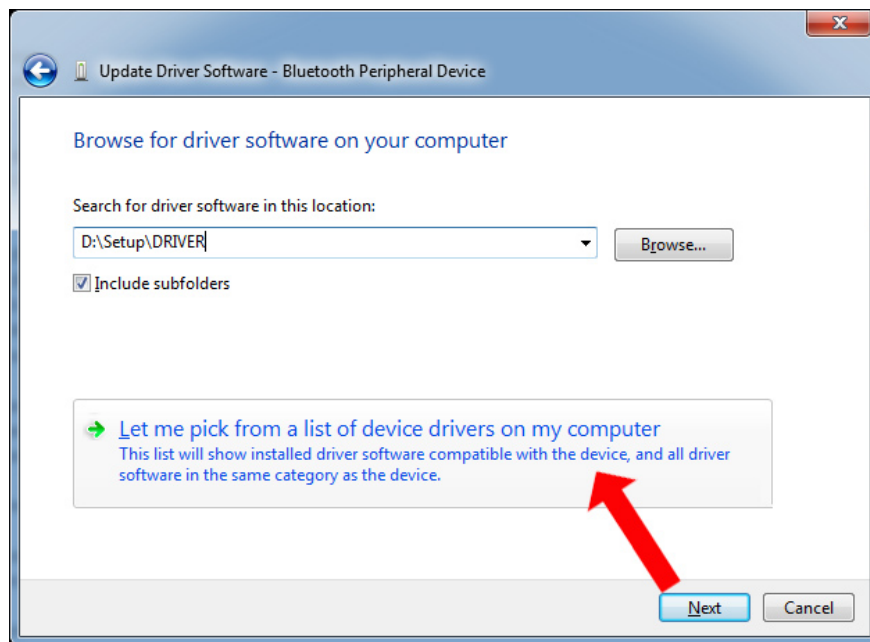 Update Driver Software - Bluetooth Peripheral Device
Browse for driver software on your computer
Search for driver software in this location:
D:\Setup\DRIVER
Browse...
Include subfolders
Let me pick from a list of device drivers on my computer
This list will show installed driver software compatible with the device, and all driver
software in the same category as the device.
Next
Cancel